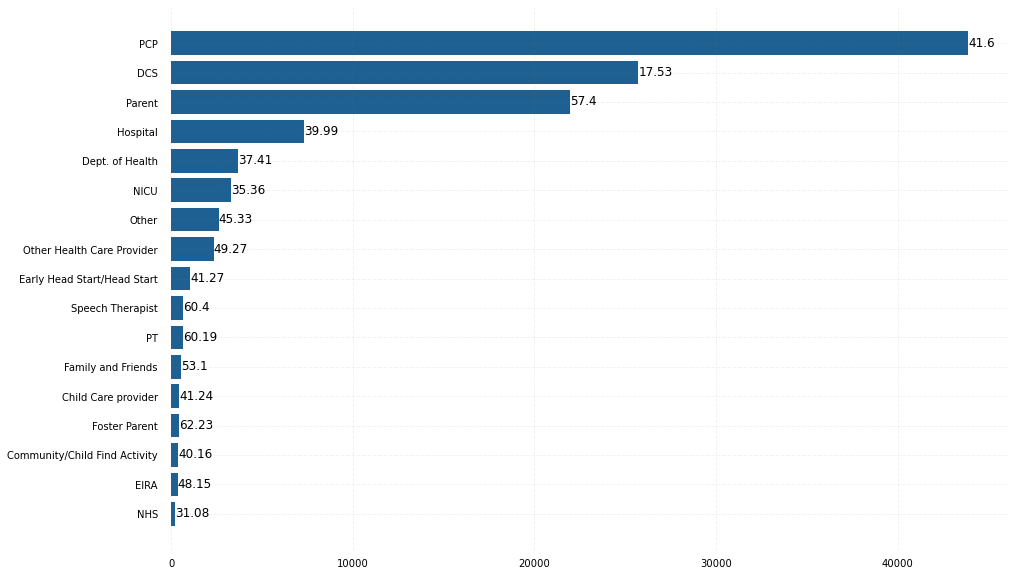 PCP 41.6
DCS 17.53
Parent 57.4
Hospital 39.99
Dept. of Health 37.41
NICU 35.36
Other 45.33
Other Health Care Provider 49.27
Early Head Start/Head Start 41.27
Speech Therapist 60.4
PT 60.19
Family and Friends 53.1
Child Care provider 41.24
Foster Parent 62.23
Community/Child Find Activity 40.16
EIRA 48.15
NHS 31.08
0 10000 20000 30000 40000